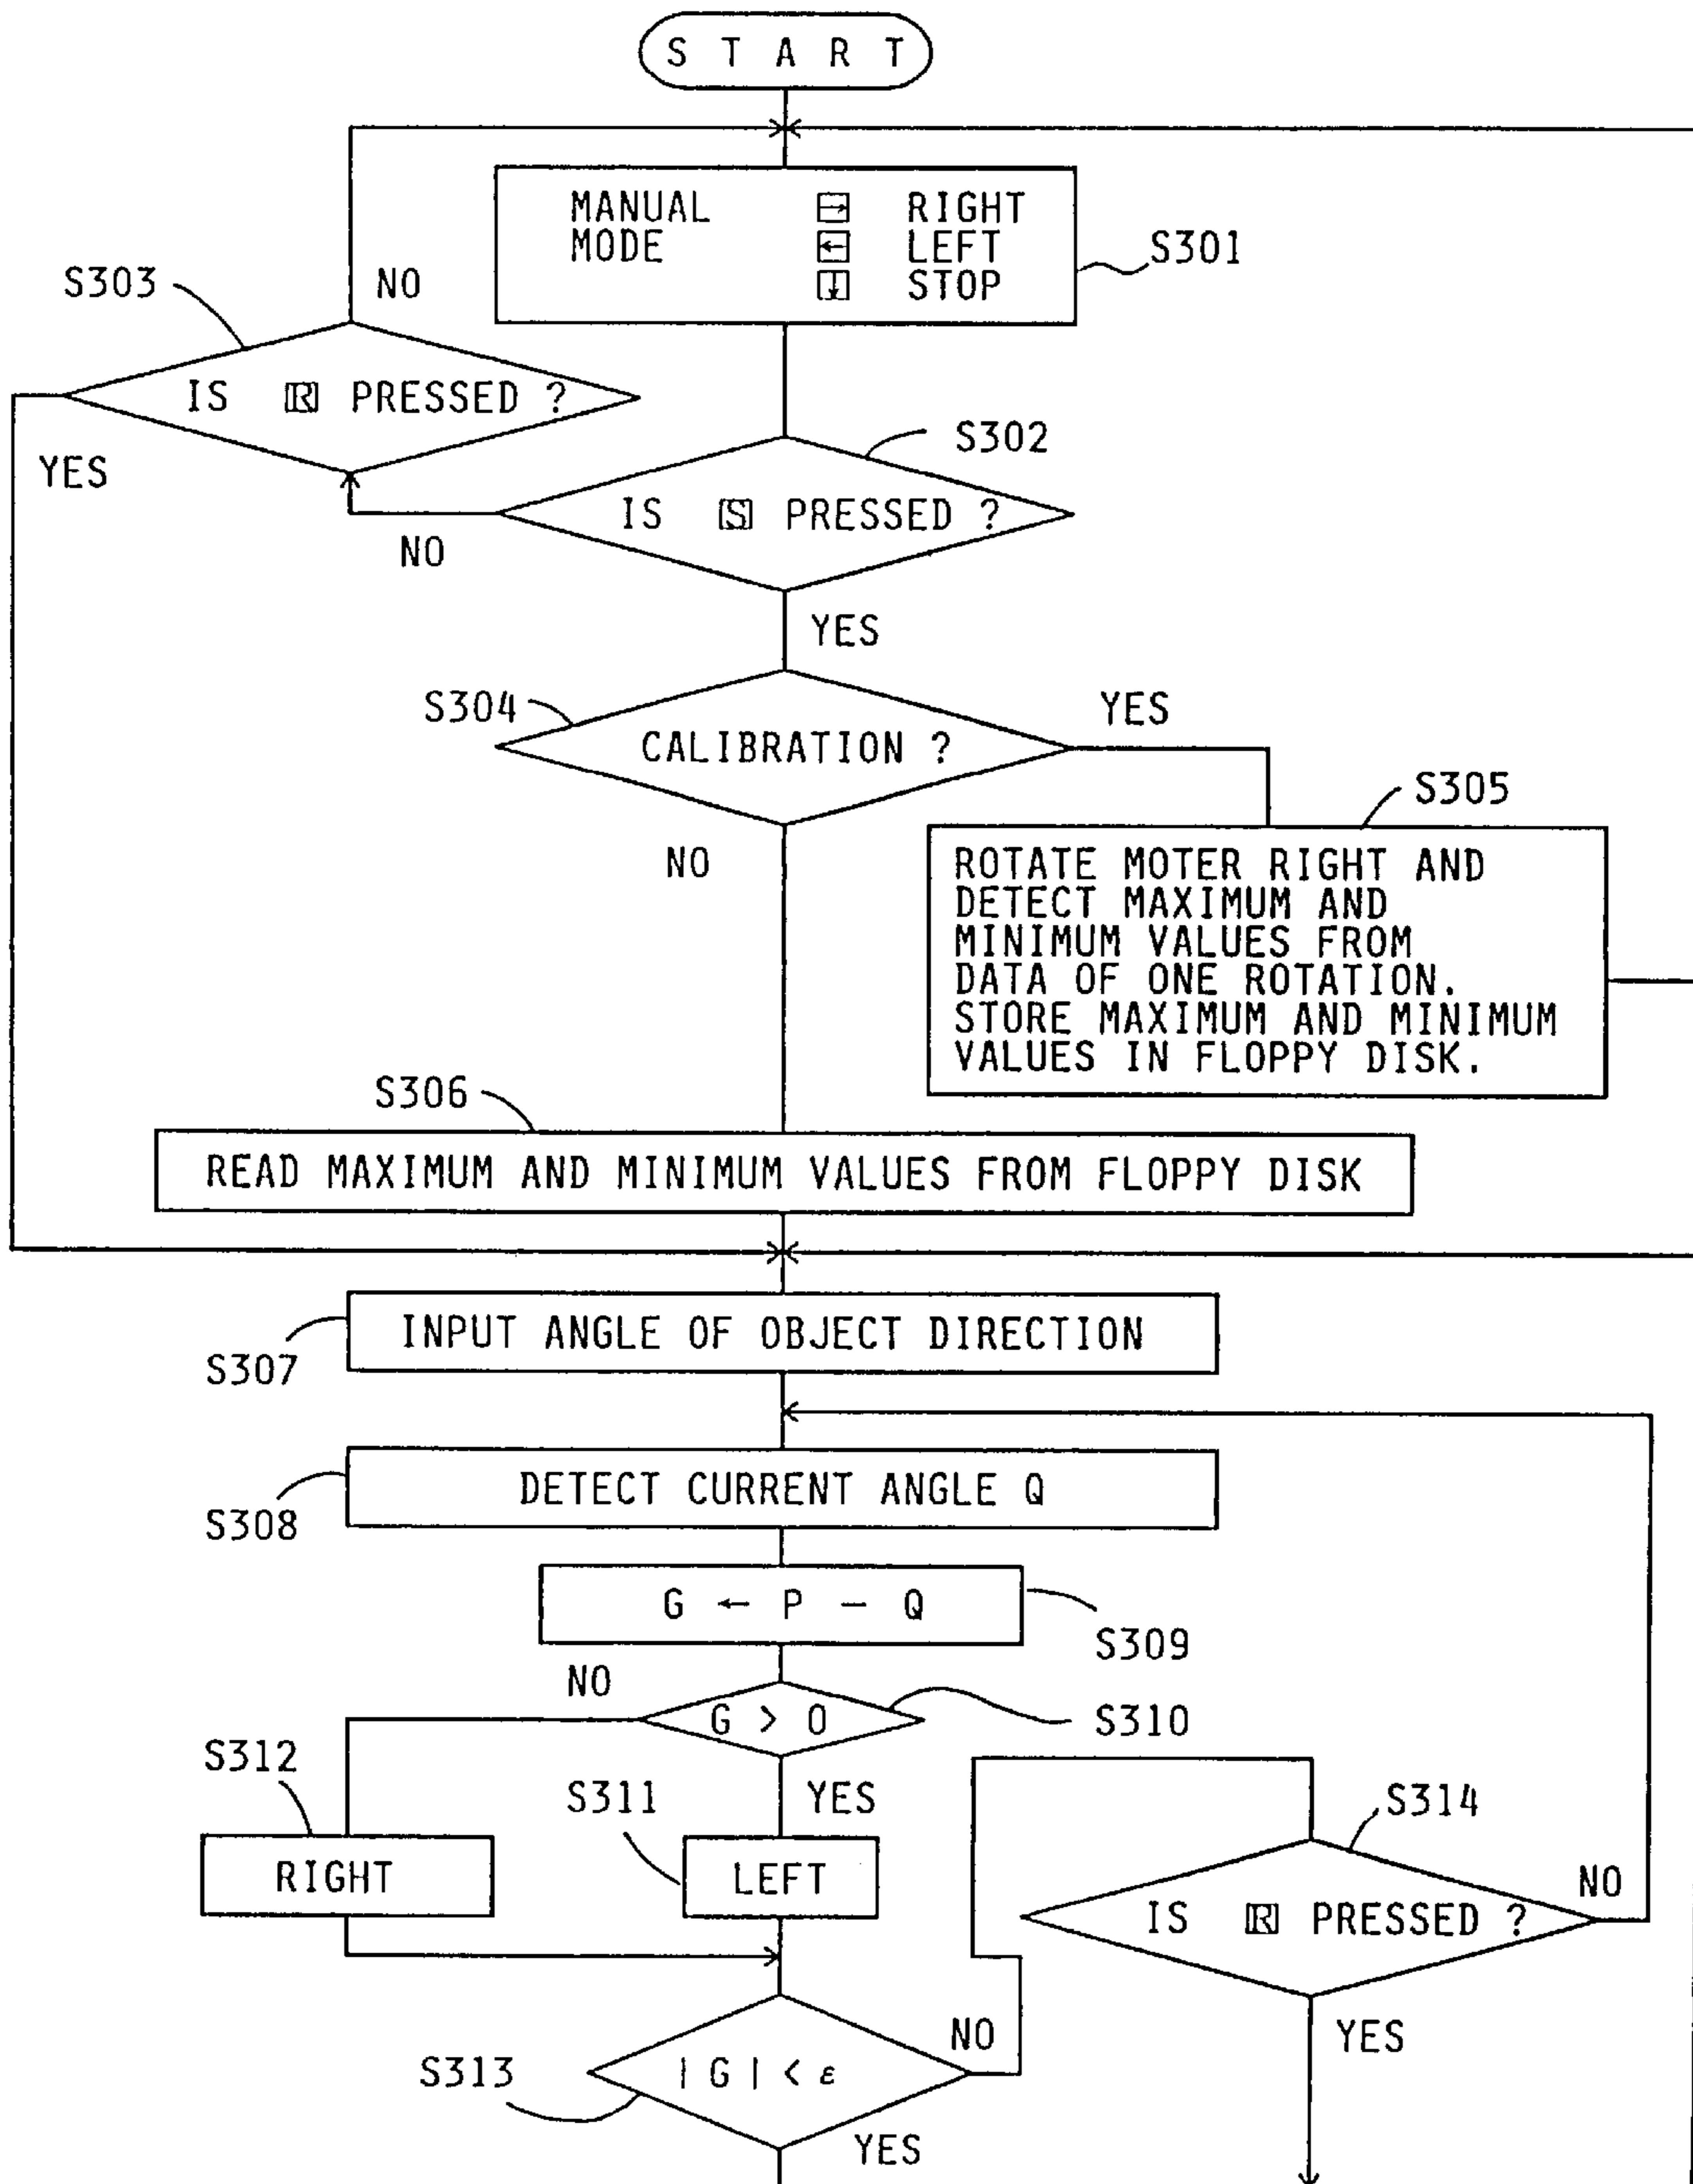 START
MANUAL → RIGHT
MODE ← LEFT
↓ STOP
S301
S303
NO
IS R PRESSED ?
YES
S302
IS S PRESSED ?
NO
YES
S304
CALIBRATION ?
YES
NO
S305
ROTATE MOTER RIGHT AND
DETECT MAXIMUM AND
MINIMUM VALUES FROM
DATA OF ONE ROTATION.
STORE MAXIMUM AND MINIMUM
VALUES IN FLOPPY DISK.
S306
READ MAXIMUM AND MINIMUM VALUES FROM FLOPPY DISK
INPUT ANGLE OF OBJECT DIRECTION
S307
DETECT CURRENT ANGLE Q
S308
G ← P – Q
S309
NO
G > 0
S310
S312
S311
YES
S314
RIGHT
LEFT
IS R PRESSED ?
NO
YES
S313
| G | < ε
NO
YES